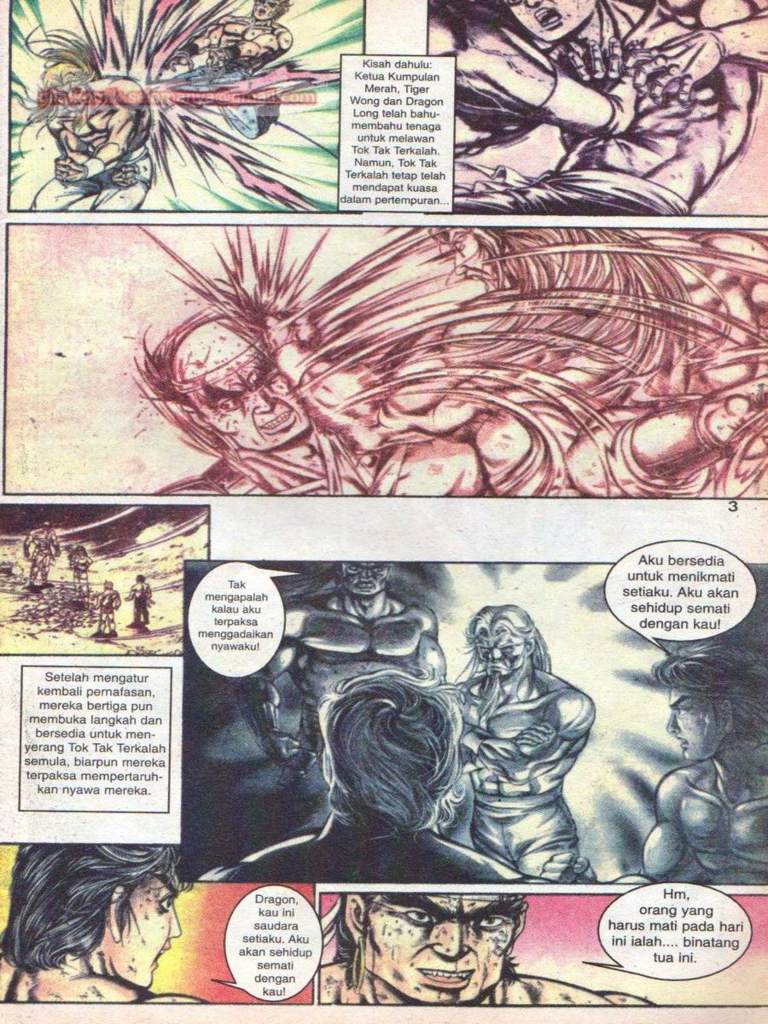 Kisah dahulu:
Ketua Kumpulan
Merah, Tiger
Wong dan Dragon
Long telah bahu-
membahu tenaga
untuk melawan
Tok Tak Terkalah.
Namun, Tok Tak
Terkalah tetap telah
mendapat kuasa
dalam pertempuran...
3
Tak
mengapalah
kalau aku
terpaksa
menggadaikan
nyawaku!
Aku bersedia
untuk menikmati
setiaku. Aku akan
sehidup semati
dengan kau!
Setelah mengatur
kembali pernafasan,
mereka bertiga pun
membuka langkah dan
bersedia untuk men-
yerang Tok Tak Terkalah
semula, biarpun mereka
terpaksa mempertaruh-
kan nyawa mereka.
Dragon,
kau ini
saudara
setiaku. Aku
akan sehidup
semati
dengan
kau!
Hm,
orang yang
harus mati pada hari
ini ialah.... binatang
tua ini.